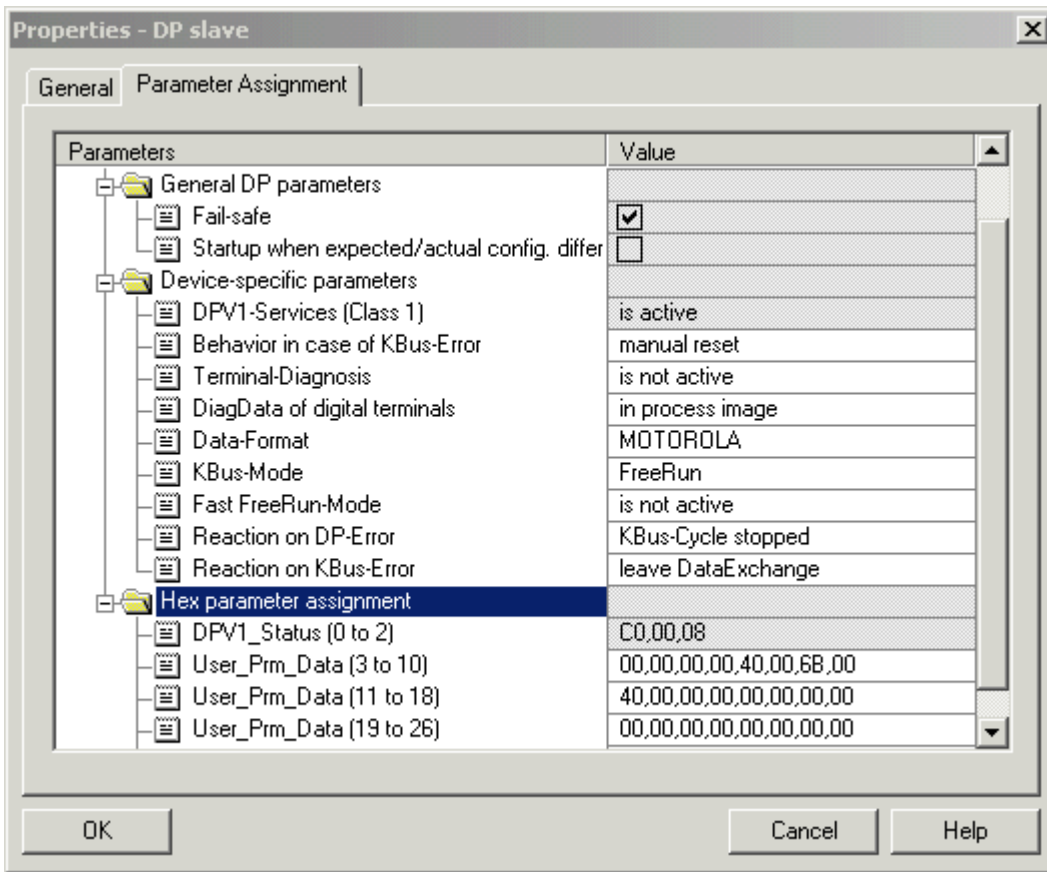 Properties - DP slave
General Parameter Assignment
Parameters Value
General DP parameters
Fail-safe
Startup when expected/actual config. differ
Device-specific parameters
DPV1-Services (Class 1) is active
Behavior in case of KBus-Error manual reset
Terminal-Diagnosis is not active
DiagData of digital terminals in process image
Data-Format MOTOROLA
KBus-Mode FreeRun
Fast FreeRun-Mode is not active
Reaction on DP-Error KBus-Cycle stopped
Reaction on KBus-Error leave DataExchange
Hex parameter assignment
DPV1_Status (0 to 2) C0,00,08
User_Prm_Data (3 to 10) 00,00,00,00,40,00,6B,00
User_Prm_Data (11 to 18) 40,00,00,00,00,00,00,00
User_Prm_Data (19 to 26) 00,00,00,00,00,00,00,00
OK Cancel Help